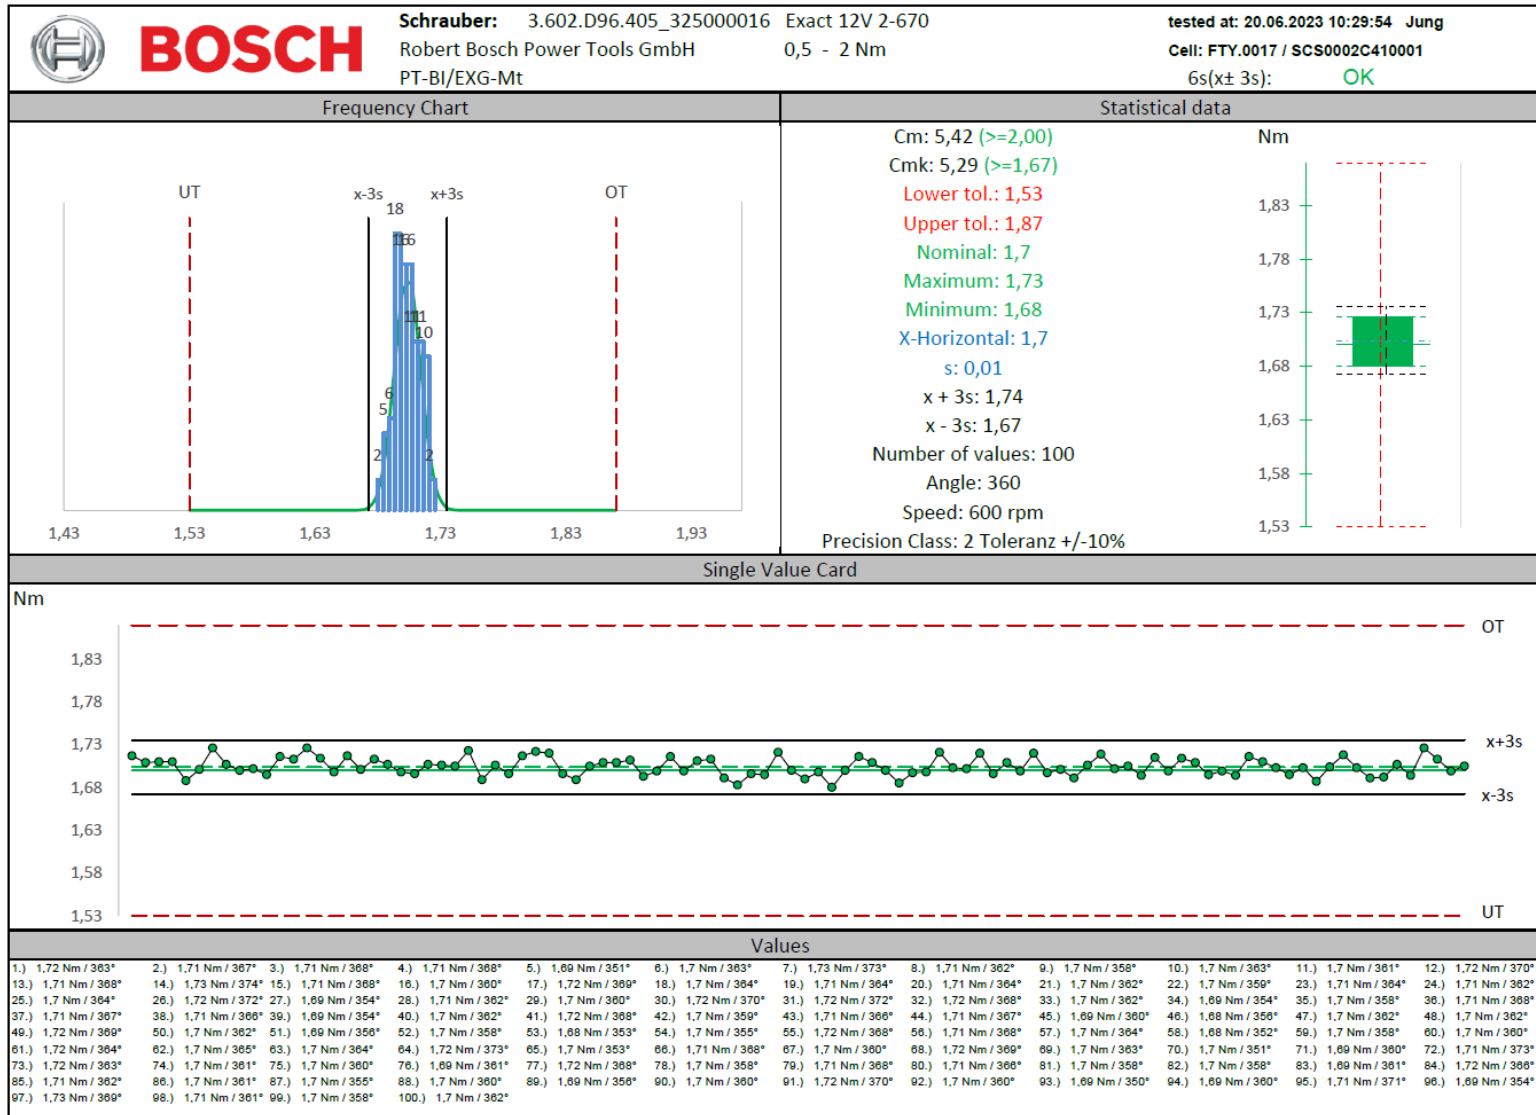 BOSCH
Schrauber: 3.602.D96.405_325000016 Exact 12V 2-670
Robert Bosch Power Tools GmbH 0,5 - 2 Nm
PT-BI/EXG-Mt
tested at: 20.06.2023 10:29:54 Jung
Cell: FTY.0017 / SCS0002C410001
6s(x± 3s): OK
Frequency Chart
UT x-3s x+3s OT
18
16 16
11 11
10
6
5
2 2
1,43 1,53 1,63 1,73 1,83 1,93
Statistical data
Cm: 5,42 (>=2,00)
Cmk: 5,29 (>=1,67)
Lower tol.: 1,53
Upper tol.: 1,87
Nominal: 1,7
Maximum: 1,73
Minimum: 1,68
X-Horizontal: 1,7
s: 0,01
x + 3s: 1,74
x - 3s: 1,67
Number of values: 100
Angle: 360
Speed: 600 rpm
Precision Class: 2 Toleranz +/-10%
Nm
1,83
1,78
1,73
1,68
1,63
1,58
1,53
Single Value Card
Nm
OT
1,83
1,78
1,73
x+3s
1,68
x-3s
1,63
1,58
1,53
UT
Values
1.) 1,72 Nm / 363° 2.) 1,71 Nm / 367° 3.) 1,71 Nm / 368° 4.) 1,71 Nm / 368° 5.) 1,69 Nm / 351° 6.) 1,7 Nm / 363° 7.) 1,73 Nm / 373° 8.) 1,71 Nm / 362° 9.) 1,7 Nm / 358° 10.) 1,7 Nm / 363° 11.) 1,7 Nm / 361° 12.) 1,72 Nm / 370°
13.) 1,71 Nm / 368° 14.) 1,73 Nm / 374° 15.) 1,71 Nm / 368° 16.) 1,7 Nm / 360° 17.) 1,72 Nm / 369° 18.) 1,7 Nm / 364° 19.) 1,71 Nm / 364° 20.) 1,71 Nm / 364° 21.) 1,7 Nm / 362° 22.) 1,7 Nm / 359° 23.) 1,71 Nm / 364° 24.) 1,71 Nm / 362°
25.) 1,7 Nm / 364° 26.) 1,72 Nm / 372° 27.) 1,69 Nm / 354° 28.) 1,71 Nm / 362° 29.) 1,7 Nm / 360° 30.) 1,72 Nm / 370° 31.) 1,72 Nm / 372° 32.) 1,72 Nm / 368° 33.) 1,7 Nm / 362° 34.) 1,69 Nm / 354° 35.) 1,7 Nm / 358° 36.) 1,71 Nm / 368°
37.) 1,71 Nm / 367° 38.) 1,71 Nm / 366° 39.) 1,69 Nm / 354° 40.) 1,7 Nm / 362° 41.) 1,72 Nm / 368° 42.) 1,7 Nm / 359° 43.) 1,71 Nm / 366° 44.) 1,71 Nm / 367° 45.) 1,69 Nm / 360° 46.) 1,68 Nm / 356° 47.) 1,7 Nm / 362° 48.) 1,7 Nm / 362°
49.) 1,72 Nm / 369° 50.) 1,7 Nm / 362° 51.) 1,69 Nm / 356° 52.) 1,7 Nm / 358° 53.) 1,68 Nm / 353° 54.) 1,7 Nm / 355° 55.) 1,72 Nm / 368° 56.) 1,71 Nm / 368° 57.) 1,7 Nm / 364° 58.) 1,68 Nm / 352° 59.) 1,7 Nm / 358° 60.) 1,7 Nm / 360°
61.) 1,72 Nm / 364° 62.) 1,7 Nm / 365° 63.) 1,7 Nm / 364° 64.) 1,72 Nm / 373° 65.) 1,7 Nm / 353° 66.) 1,71 Nm / 368° 67.) 1,7 Nm / 360° 68.) 1,72 Nm / 369° 69.) 1,7 Nm / 363° 70.) 1,7 Nm / 351° 71.) 1,69 Nm / 360° 72.) 1,71 Nm / 373°
73.) 1,72 Nm / 363° 74.) 1,7 Nm / 361° 75.) 1,7 Nm / 360° 76.) 1,69 Nm / 361° 77.) 1,72 Nm / 368° 78.) 1,7 Nm / 358° 79.) 1,71 Nm / 368° 80.) 1,71 Nm / 366° 81.) 1,7 Nm / 358° 82.) 1,7 Nm / 358° 83.) 1,69 Nm / 361° 84.) 1,72 Nm / 366°
85.) 1,71 Nm / 362° 86.) 1,7 Nm / 361° 87.) 1,7 Nm / 355° 88.) 1,7 Nm / 360° 89.) 1,69 Nm / 356° 90.) 1,7 Nm / 360° 91.) 1,72 Nm / 370° 92.) 1,7 Nm / 360° 93.) 1,69 Nm / 350° 94.) 1,69 Nm / 360° 95.) 1,71 Nm / 371° 96.) 1,69 Nm / 354°
97.) 1,73 Nm / 369° 98.) 1,71 Nm / 361° 99.) 1,7 Nm / 358° 100.) 1,7 Nm / 362°